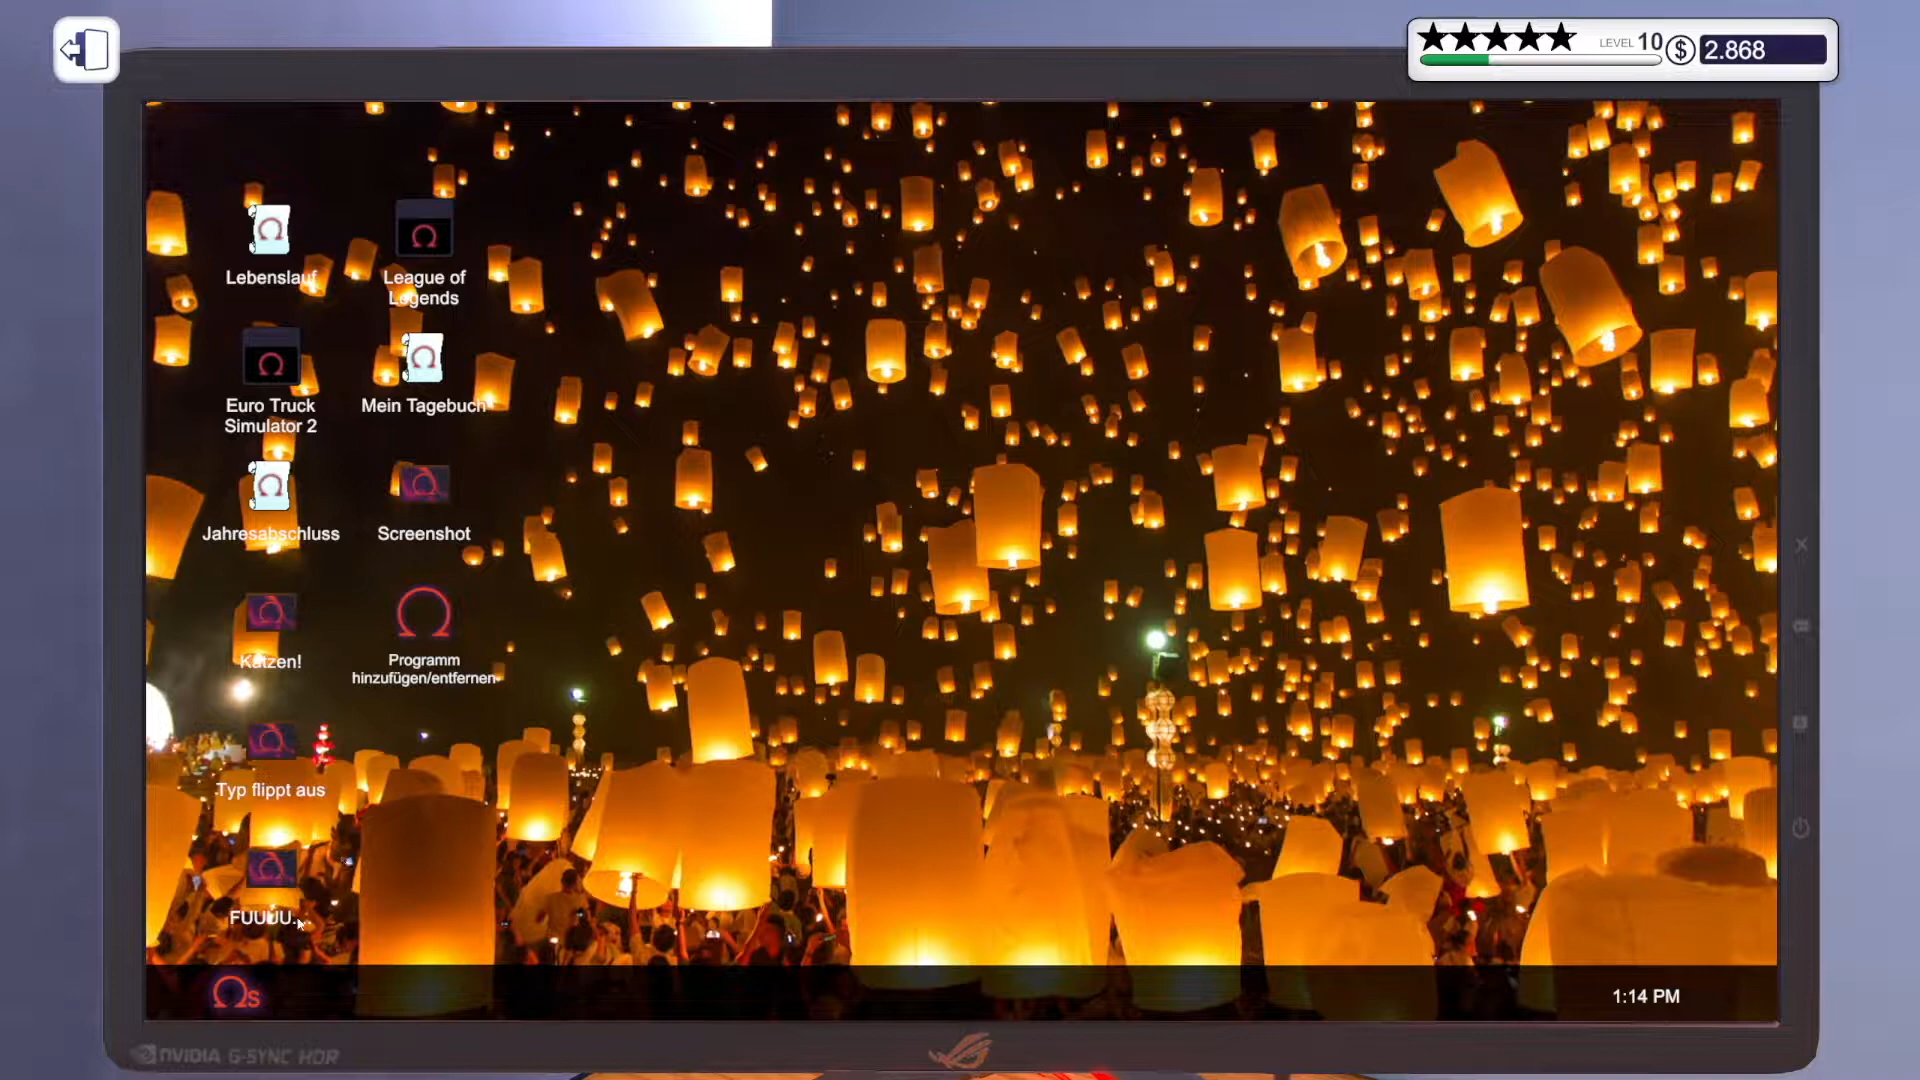 LEVEL 10
$ 2.868
Lebenslauf
League of
Legends
Euro Truck
Simulator 2
Mein Tagebuch
Jahresabschluss
Screenshot
Katzen!
Programm
hinzufügen/entfernen
Typ flippt aus
FUUUU...
Ωs
1:14 PM
NVIDIA G-SYNC HDR